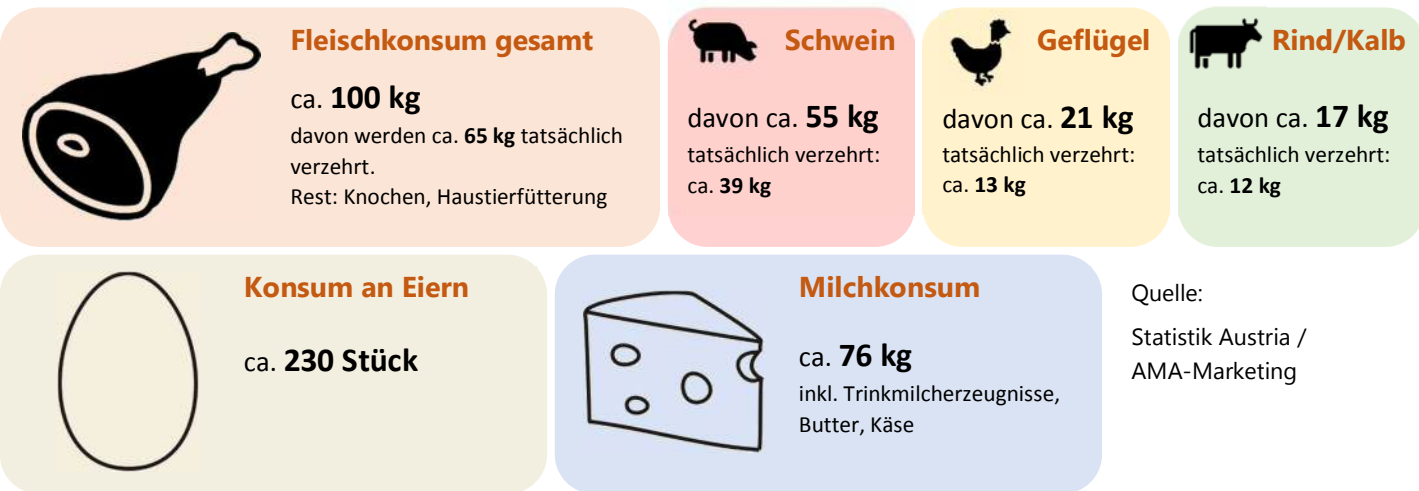 Fleischkonsum gesamt
ca. 100 kg
davon werden ca. 65 kg tatsächlich
verzehrt.
Rest: Knochen, Haustierfütterung
Schwein
davon ca. 55 kg
tatsächlich verzehrt:
ca. 39 kg
Geflügel
davon ca. 21 kg
tatsächlich verzehrt:
ca. 13 kg
Rind/Kalb
davon ca. 17 kg
tatsächlich verzehrt:
ca. 12 kg
Konsum an Eiern
ca. 230 Stück
Milchkonsum
ca. 76 kg
inkl. Trinkmilcherzeugnisse,
Butter, Käse
Quelle:
Statistik Austria /
AMA-Marketing